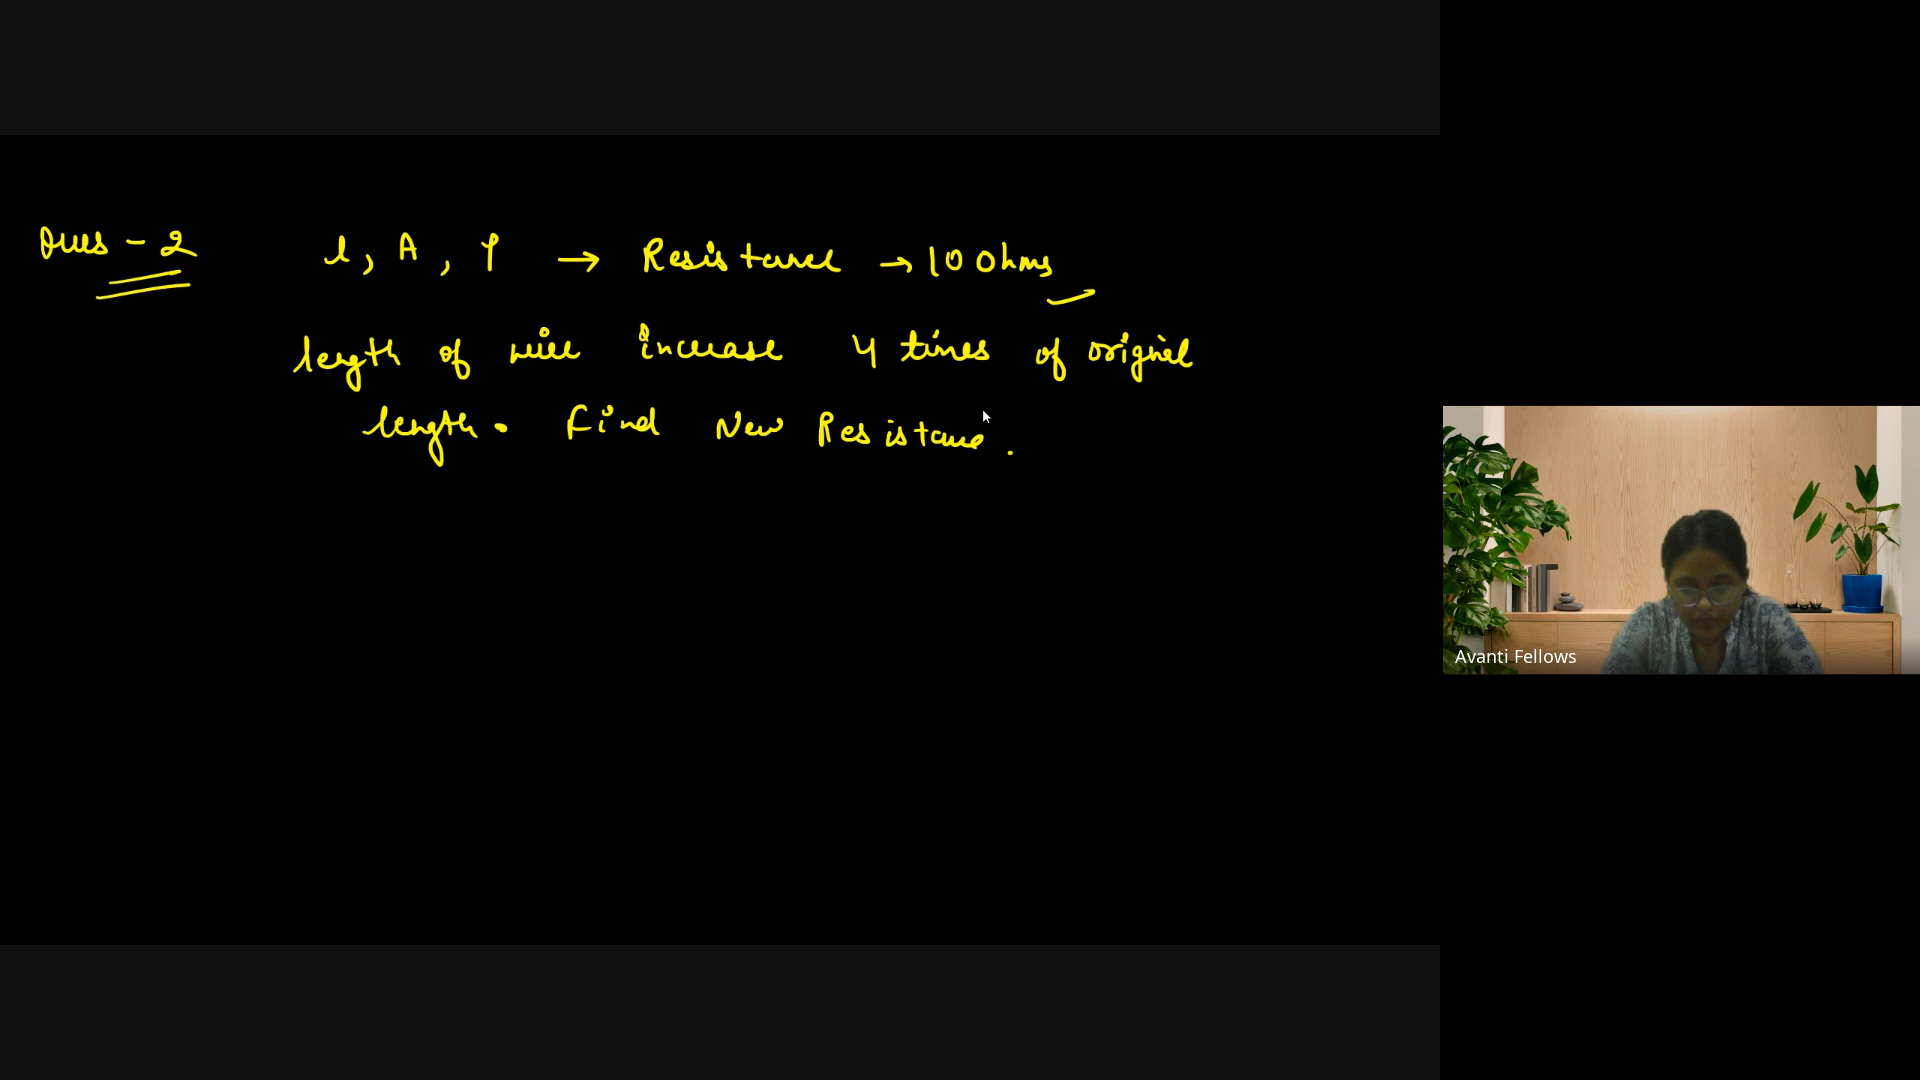 Ques - 2 l, A, ρ → Resistance → 10 Ohms
length of wire increase 4 times of original
length. Find New Resistance.
Avanti Fellows